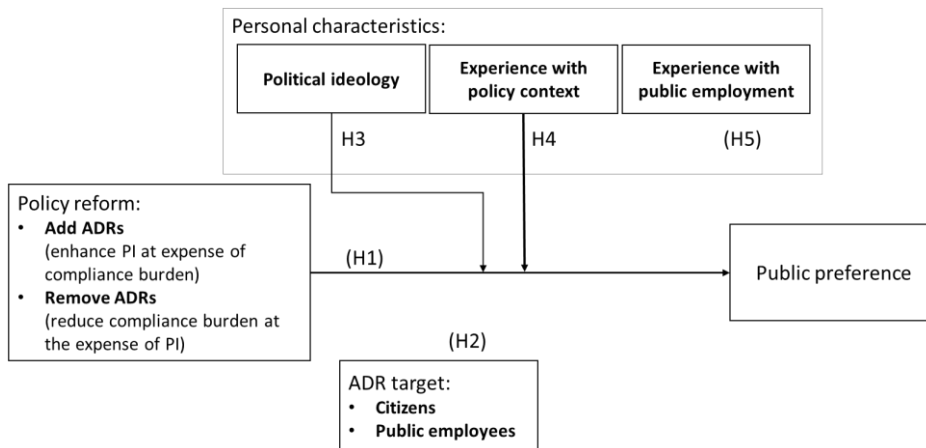 Personal characteristics:
Political ideology
Experience with
policy context
Experience with
public employment
H3
H4
(H5)
Policy reform:
• Add ADRs
(enhance PI at expense of
compliance burden)
• Remove ADRs
(reduce compliance burden at
the expense of PI)
(H1)
Public preference
(H2)
ADR target:
• Citizens
• Public employees